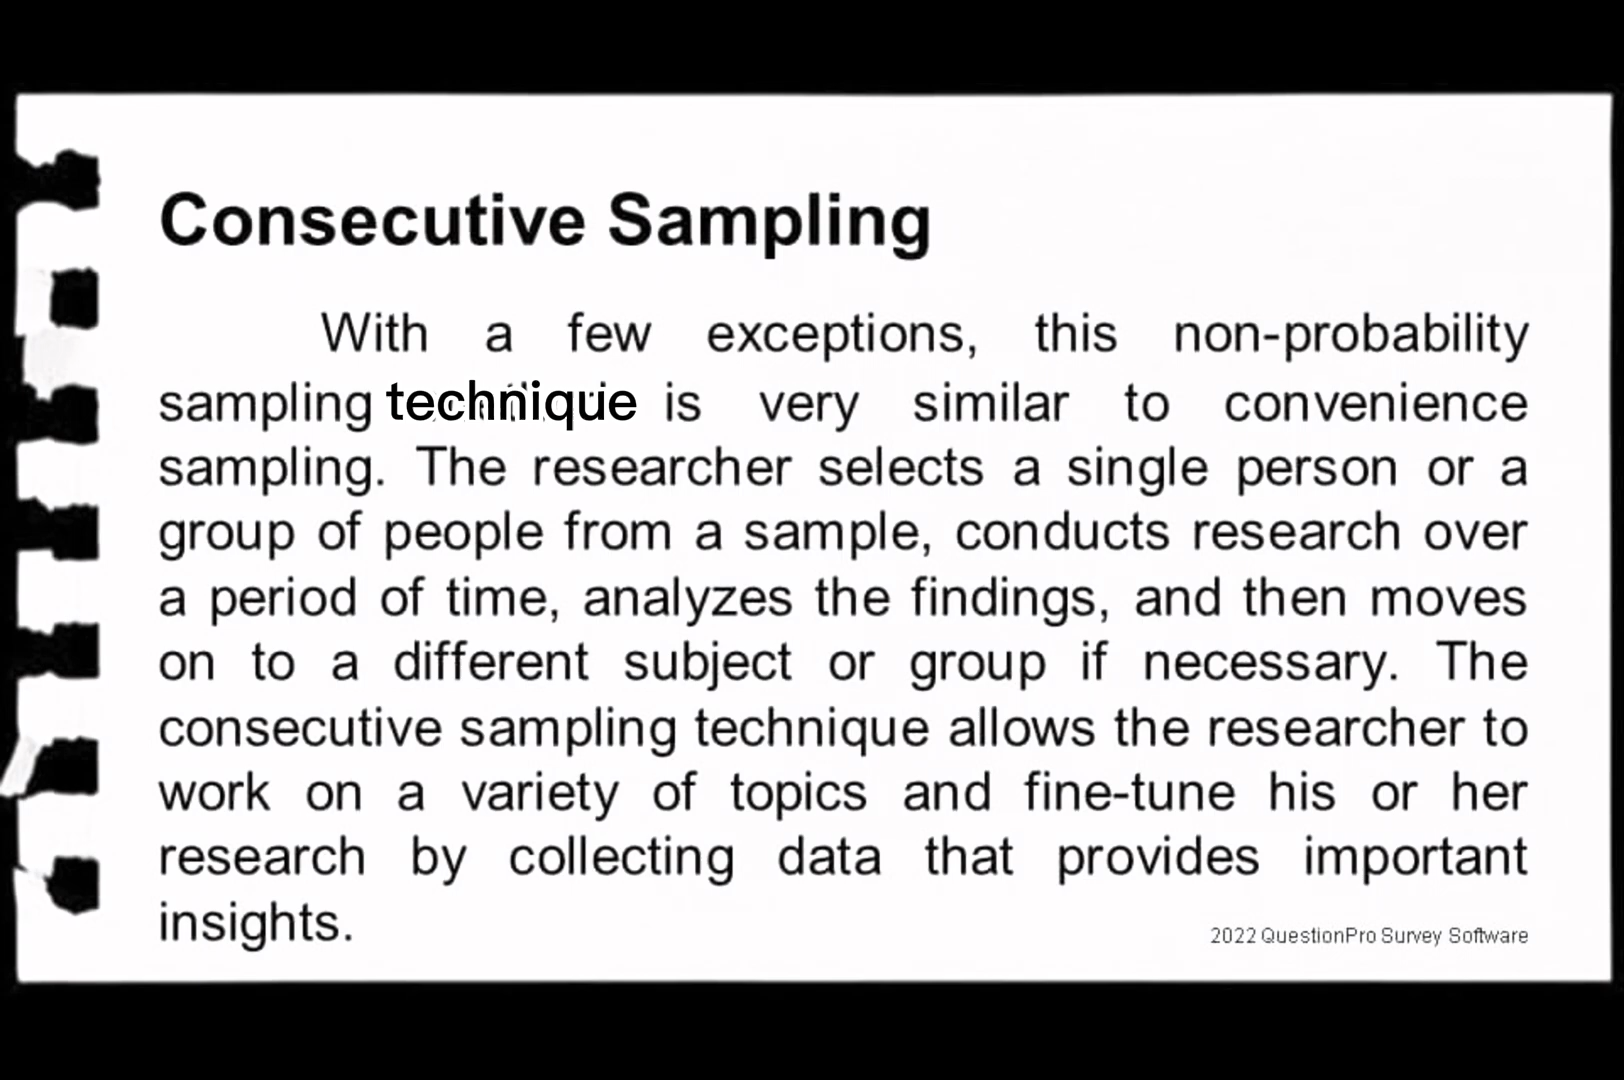 Consecutive Sampling
With a few exceptions, this non-probability
sampling technique is very similar to convenience
sampling. The researcher selects a single person or a
group of people from a sample, conducts research over
a period of time, analyzes the findings, and then moves
on to a different subject or group if necessary. The
consecutive sampling technique allows the researcher to
work on a variety of topics and fine-tune his or her
research by collecting data that provides important
insights.
2022 QuestionPro Survey Software